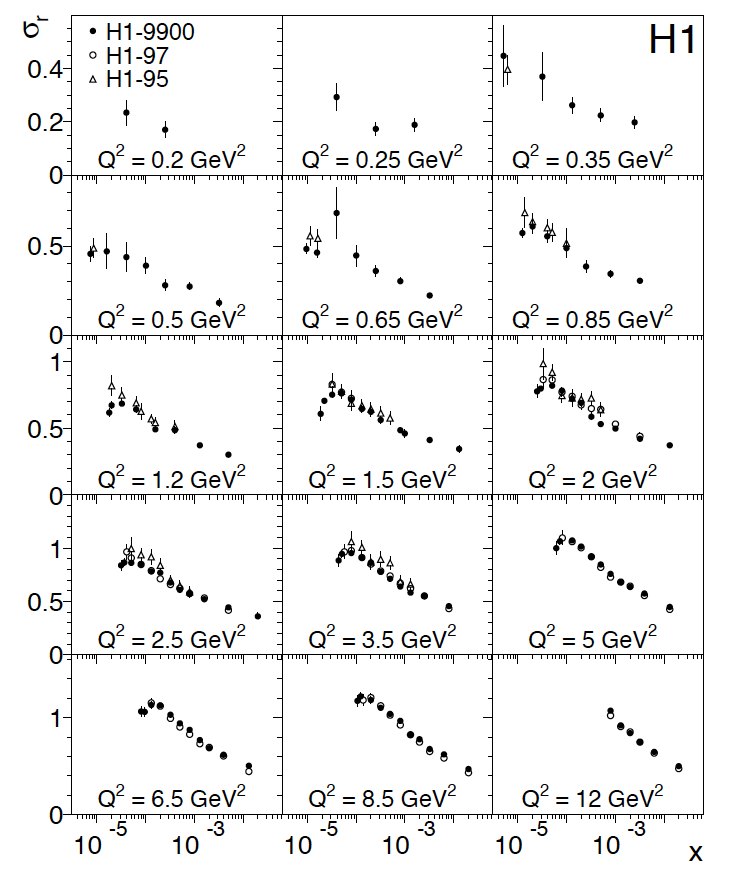 σr
H1
● H1-9900
○ H1-97
△ H1-95
0.4
0.2
0
Q² = 0.2 GeV²
Q² = 0.25 GeV²
Q² = 0.35 GeV²
0.5
0
Q² = 0.5 GeV²
Q² = 0.65 GeV²
Q² = 0.85 GeV²
1
0.5
0
Q² = 1.2 GeV²
Q² = 1.5 GeV²
Q² = 2 GeV²
1
0.5
0
Q² = 2.5 GeV²
Q² = 3.5 GeV²
Q² = 5 GeV²
1
0
Q² = 6.5 GeV²
Q² = 8.5 GeV²
Q² = 12 GeV²
10⁻⁵ 10⁻³ 10⁻⁵ 10⁻³ 10⁻⁵ 10⁻³
x